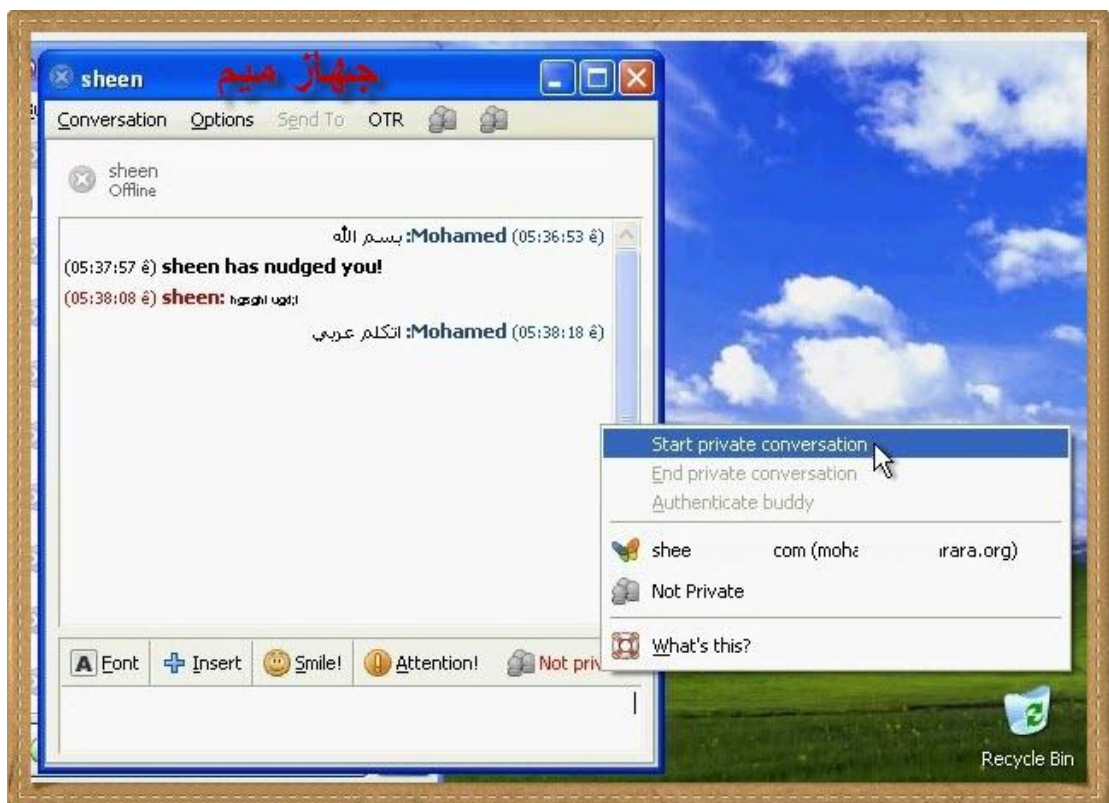 sheen
جهاز ميم
Conversation Options Send To OTR
sheen
Offline
بسم الله :Mohamed (05:36:53 ê)
(05:37:57 ê) sheen has nudged you!
(05:38:08 ê) sheen: hgsghl ugd;l
اتكلم عربي :Mohamed (05:38:18 ê)
Start private conversation
End private conversation
Authenticate buddy
shee com (moha rara.org)
Not Private
What's this?
Font Insert Smile! Attention! Not priv
Recycle Bin